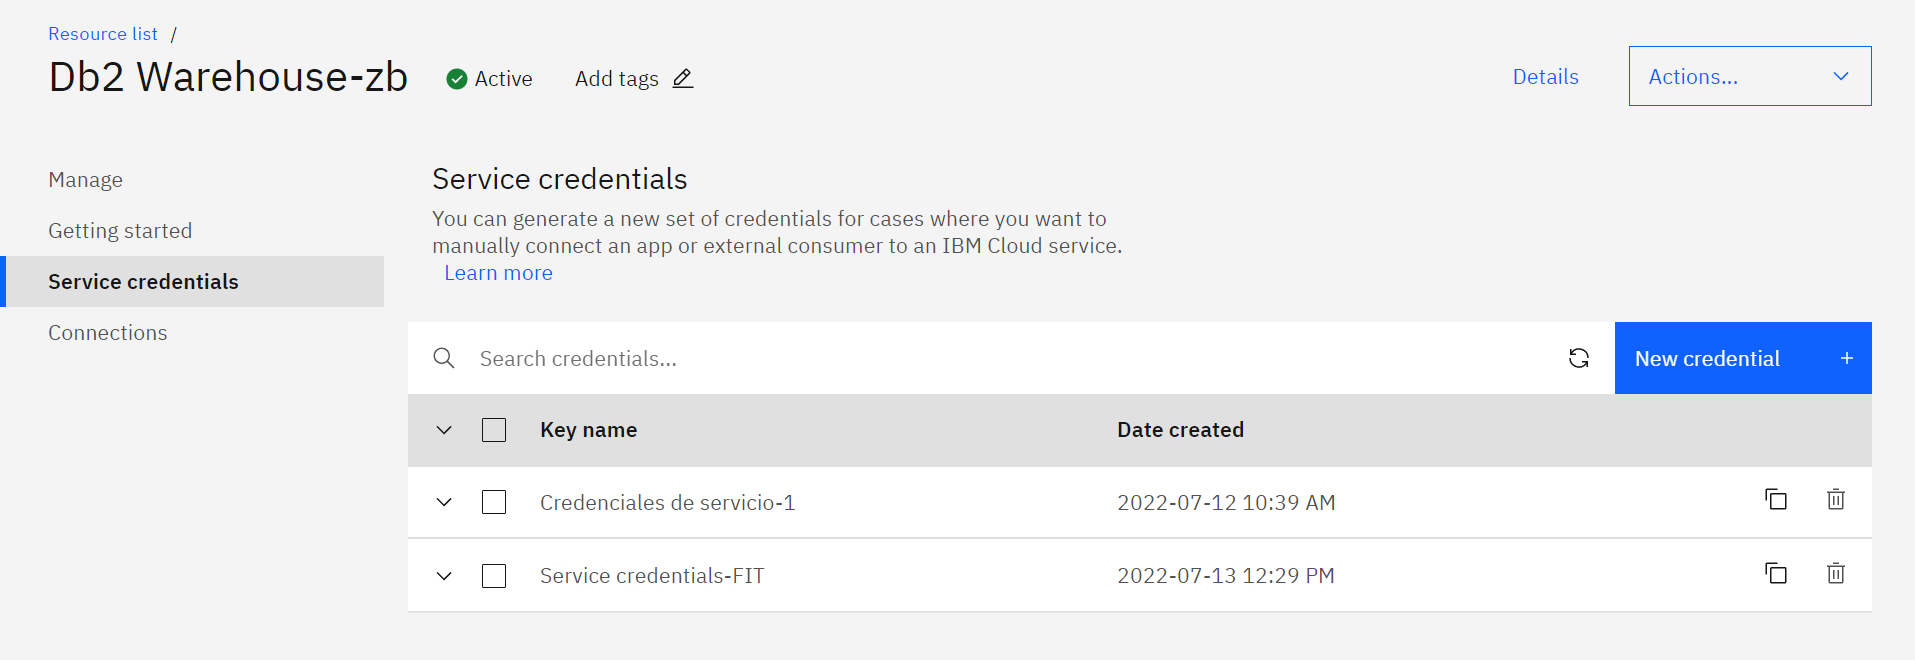 Resource list /
Db2 Warehouse-zb Active Add tags Details Actions...
Manage
Getting started
Service credentials
Connections
Service credentials
You can generate a new set of credentials for cases where you want to
manually connect an app or external consumer to an IBM Cloud service.
Learn more
Search credentials... New credential +
Key name Date created
Credenciales de servicio-1 2022-07-12 10:39 AM
Service credentials-FIT 2022-07-13 12:29 PM